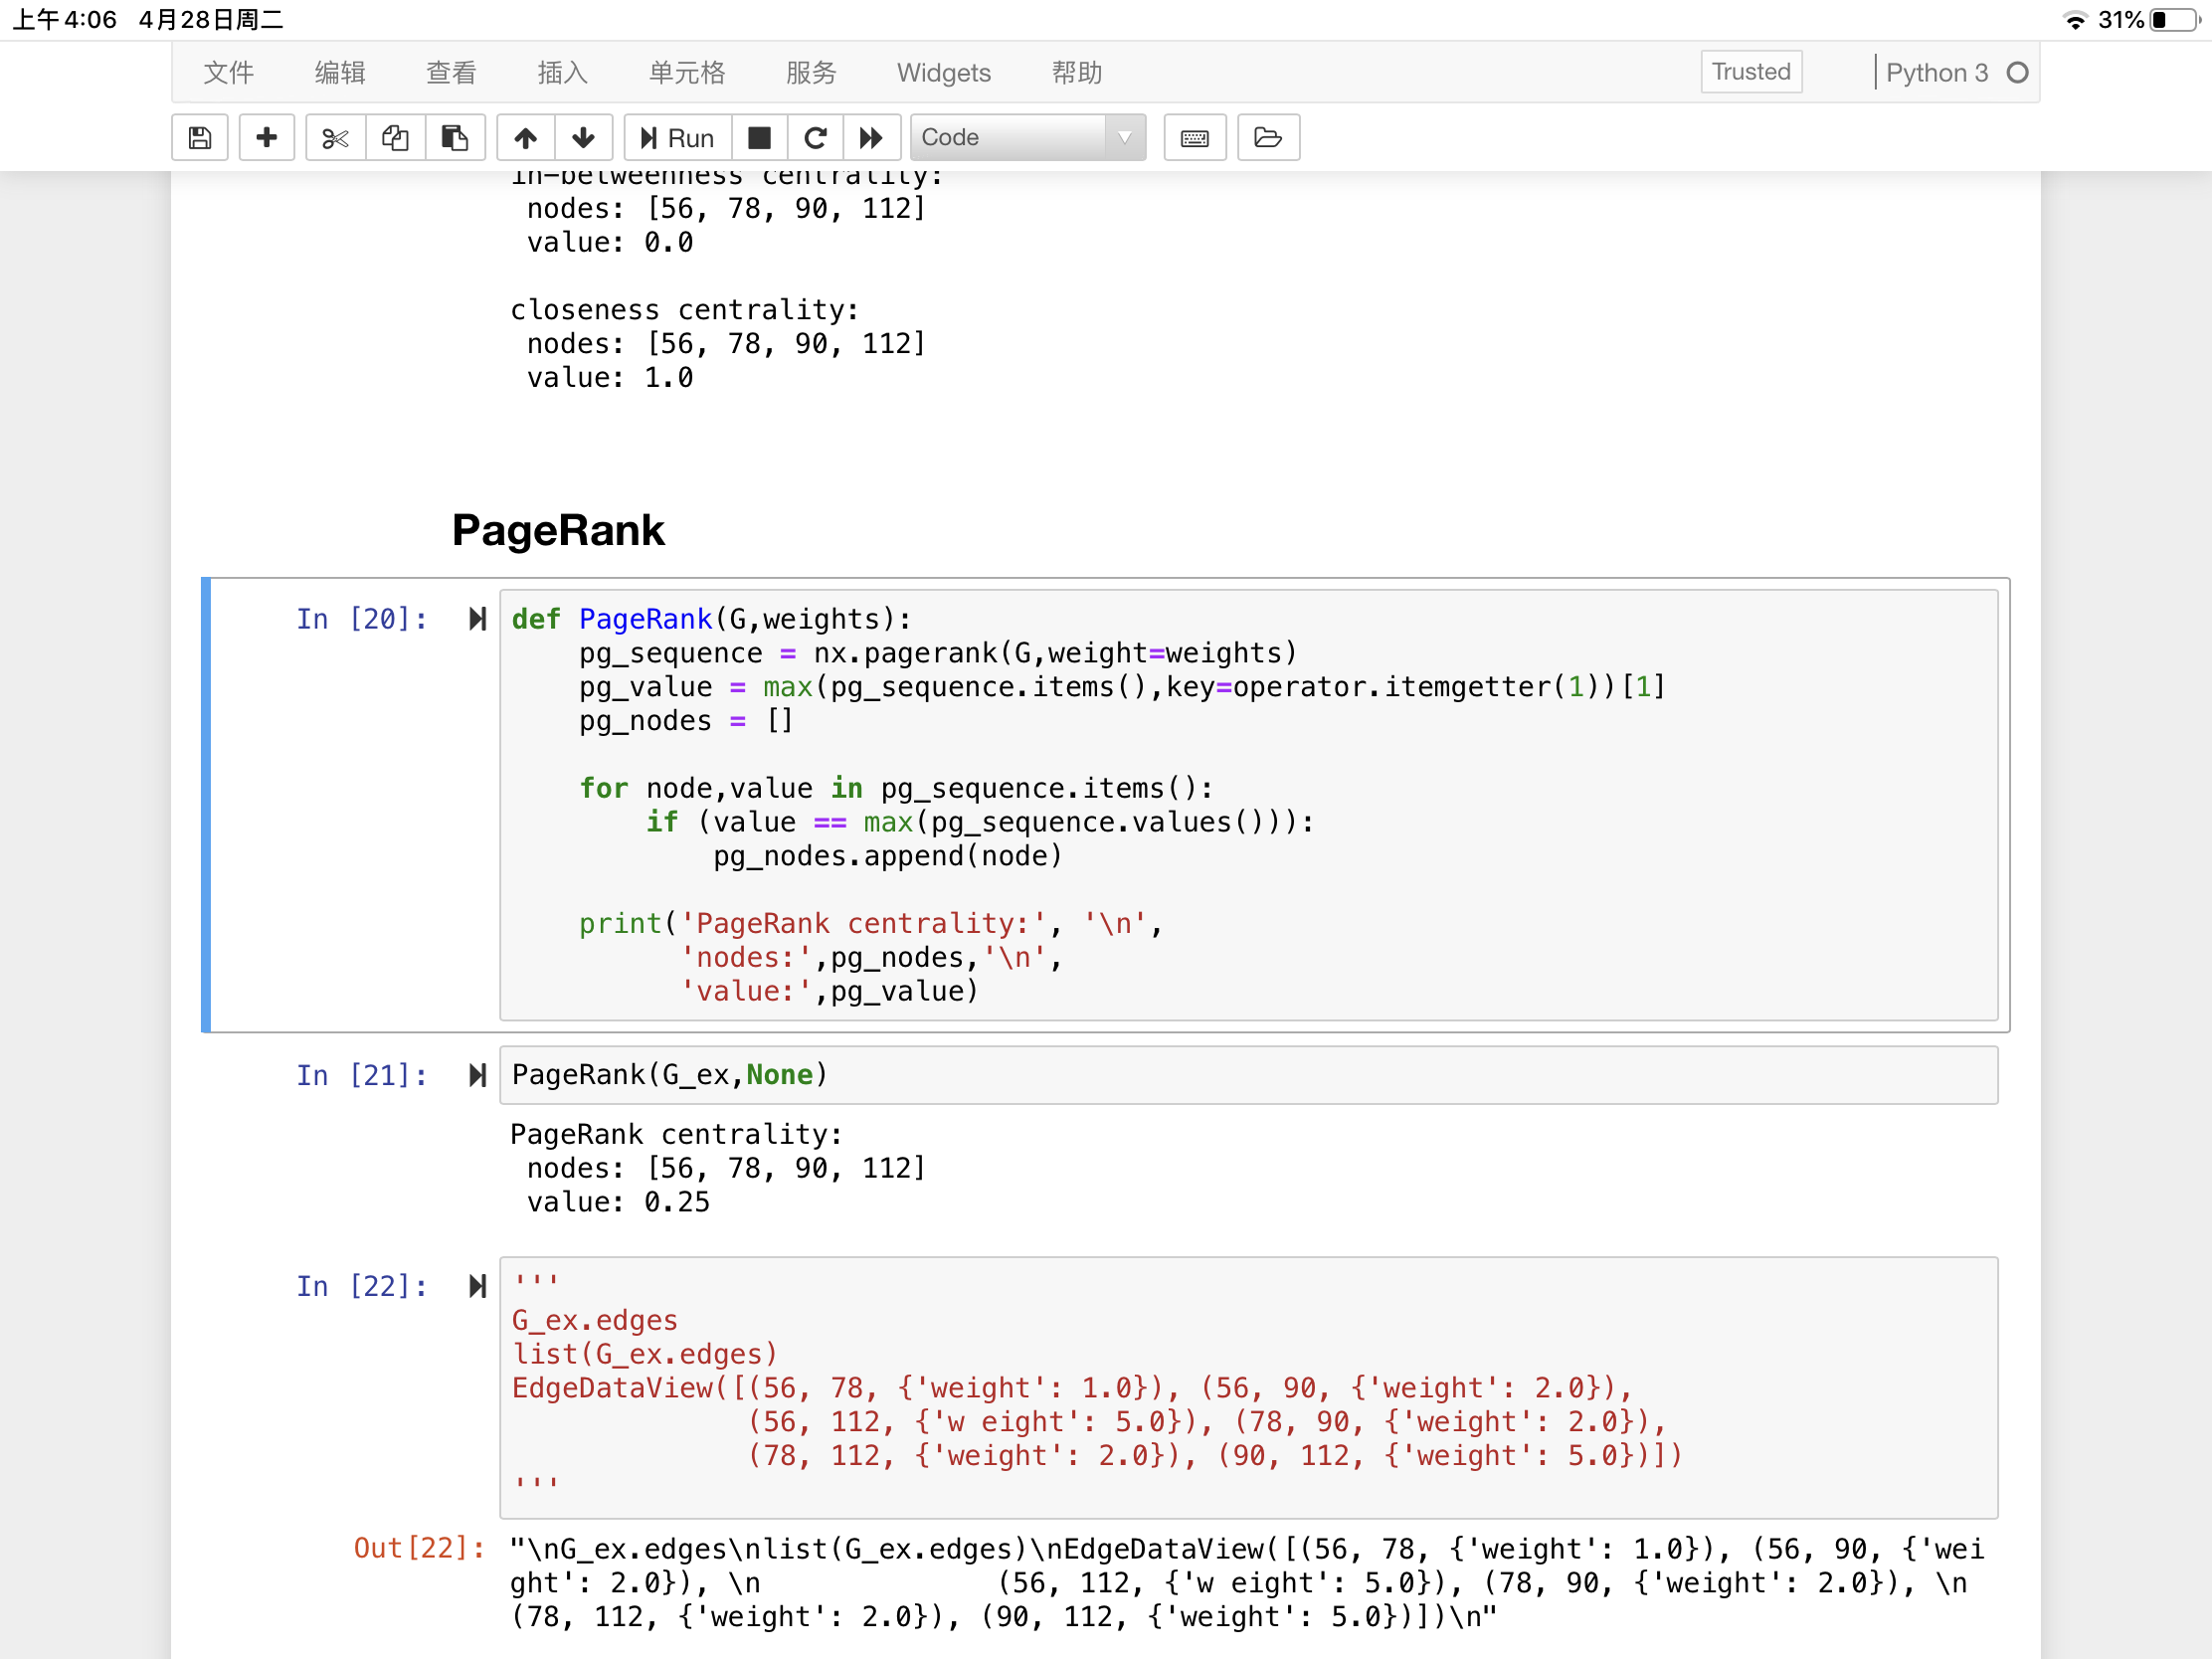 上午4:06 4月28日周二
31%
文件 编辑 查看 插入 单元格 服务 Widgets 帮助 Trusted Python 3
Run Code
in-betweenness centrality:
nodes: [56, 78, 90, 112]
value: 0.0
closeness centrality:
nodes: [56, 78, 90, 112]
value: 1.0
PageRank
In [20]:
def PageRank(G,weights):
    pg_sequence = nx.pagerank(G,weight=weights)
    pg_value = max(pg_sequence.items(),key=operator.itemgetter(1))[1]
    pg_nodes = []
    for node,value in pg_sequence.items():
        if (value == max(pg_sequence.values())):
            pg_nodes.append(node)
    print('PageRank centrality:', '\n',
          'nodes:',pg_nodes,'\n',
          'value:',pg_value)
In [21]:
PageRank(G_ex,None)
PageRank centrality:
nodes: [56, 78, 90, 112]
value: 0.25
In [22]:
'''
G_ex.edges
list(G_ex.edges)
EdgeDataView([(56, 78, {'weight': 1.0}), (56, 90, {'weight': 2.0}),
              (56, 112, {'w eight': 5.0}), (78, 90, {'weight': 2.0}),
              (78, 112, {'weight': 2.0}), (90, 112, {'weight': 5.0})])
'''
Out[22]:
"\nG_ex.edges\nlist(G_ex.edges)\nEdgeDataView([(56, 78, {'weight': 1.0}), (56, 90, {'wei
ght': 2.0}), \n              (56, 112, {'w eight': 5.0}), (78, 90, {'weight': 2.0}), \n
(78, 112, {'weight': 2.0}), (90, 112, {'weight': 5.0})])\n"